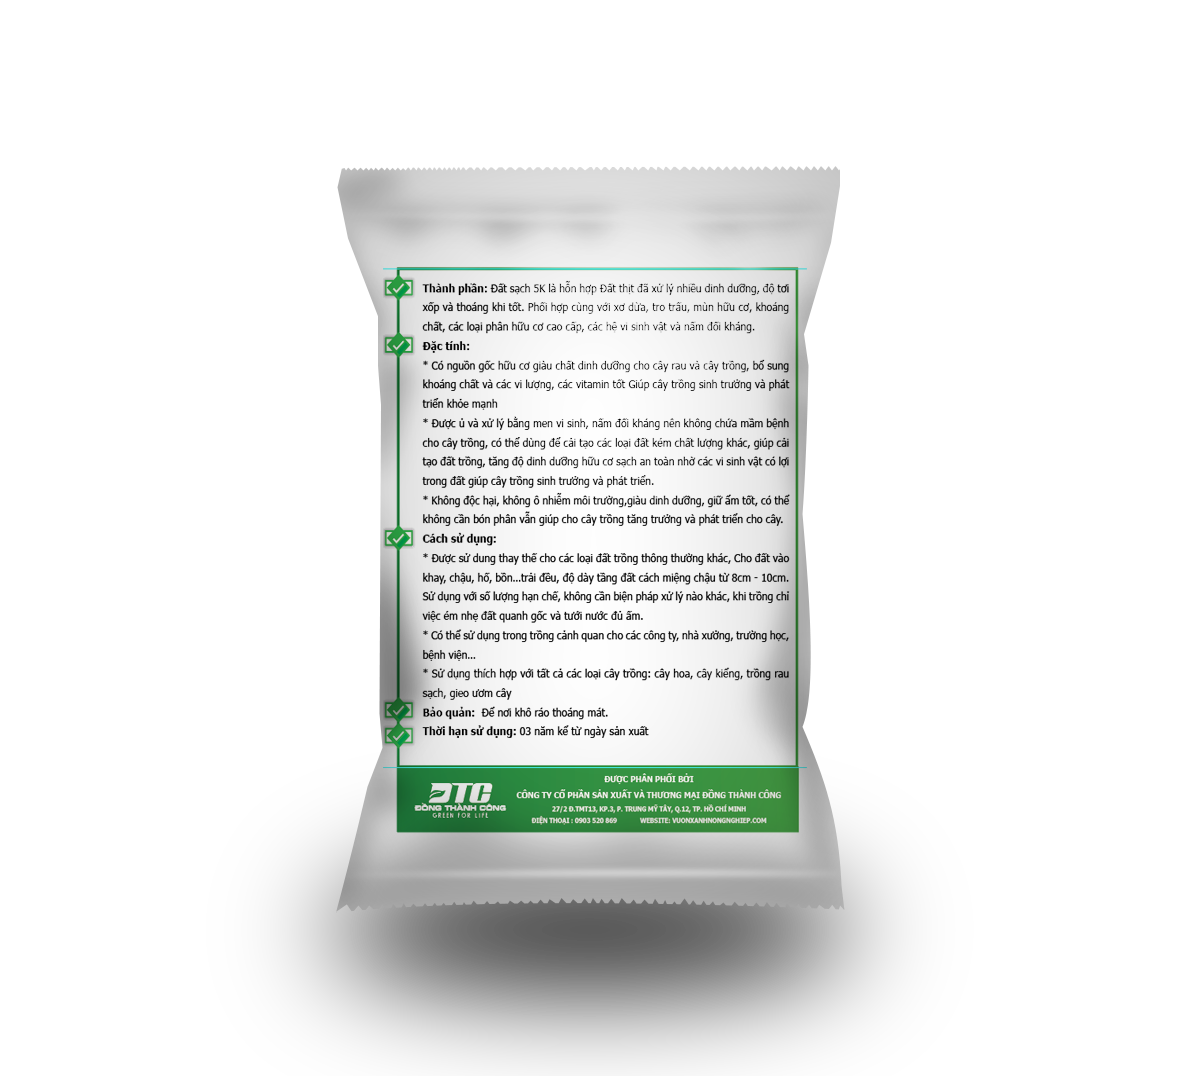 Thành phần: Đất sạch 5K là hỗn hợp Đất thịt đã xử lý nhiều dinh dưỡng, độ tơi
xốp và thoáng khi tốt. Phối hợp cùng với xơ dừa, tro trấu, mùn hữu cơ, khoáng
chất, các loại phân hữu cơ cao cấp, các hệ vi sinh vật và nấm đối kháng.
Đặc tính:
* Có nguồn gốc hữu cơ giàu chất dinh dưỡng cho cây rau và cây trồng, bổ sung
khoáng chất và các vi lượng, các vitamin tốt Giúp cây trồng sinh trưởng và phát
triển khỏe mạnh
* Được ủ và xử lý bằng men vi sinh, nấm đối kháng nên không chứa mầm bệnh
cho cây trồng, có thể dùng để cải tạo các loại đất kém chất lượng khác, giúp cải
tạo đất trồng, tăng độ dinh dưỡng hữu cơ sạch an toàn nhờ các vi sinh vật có lợi
trong đất giúp cây trồng sinh trưởng và phát triển.
* Không độc hại, không ô nhiễm môi trường,giàu dinh dưỡng, giữ ẩm tốt, có thể
không cần bón phân vẫn giúp cho cây trồng tăng trưởng và phát triển cho cây.
Cách sử dụng:
* Được sử dung thay thế cho các loại đất trồng thông thường khác, Cho đất vào
khay, chậu, hố, bồn...trải đều, độ dày tầng đất cách miệng chậu từ 8cm - 10cm.
Sử dụng với số lượng hạn chế, không cần biện pháp xử lý nào khác, khi trồng chỉ
việc ém nhẹ đất quanh gốc và tưới nước đủ ẩm.
* Có thể sử dụng trong trồng cảnh quan cho các công ty, nhà xưởng, trường học,
bệnh viện...
* Sử dụng thích hợp với tất cả các loại cây trồng: cây hoa, cây kiểng, trồng rau
sạch, gieo ươm cây
Bảo quản: Để nơi khô ráo thoáng mát.
Thời hạn sử dụng: 03 năm kể từ ngày sản xuất
DTC
ĐỒNG THÀNH CÔNG
GREEN FOR LIFE
ĐƯỢC PHÂN PHỐI BỞI
CÔNG TY CỔ PHẦN SẢN XUẤT VÀ THƯƠNG MẠI ĐỒNG THÀNH CÔNG
27/2 Đ.TMT13, KP.3, P. TRUNG MỸ TÂY, Q.12, TP. HỒ CHÍ MINH
ĐIỆN THOẠI : 0903 520 869 WEBSITE: VUONXANHNONGNGHIEP.COM